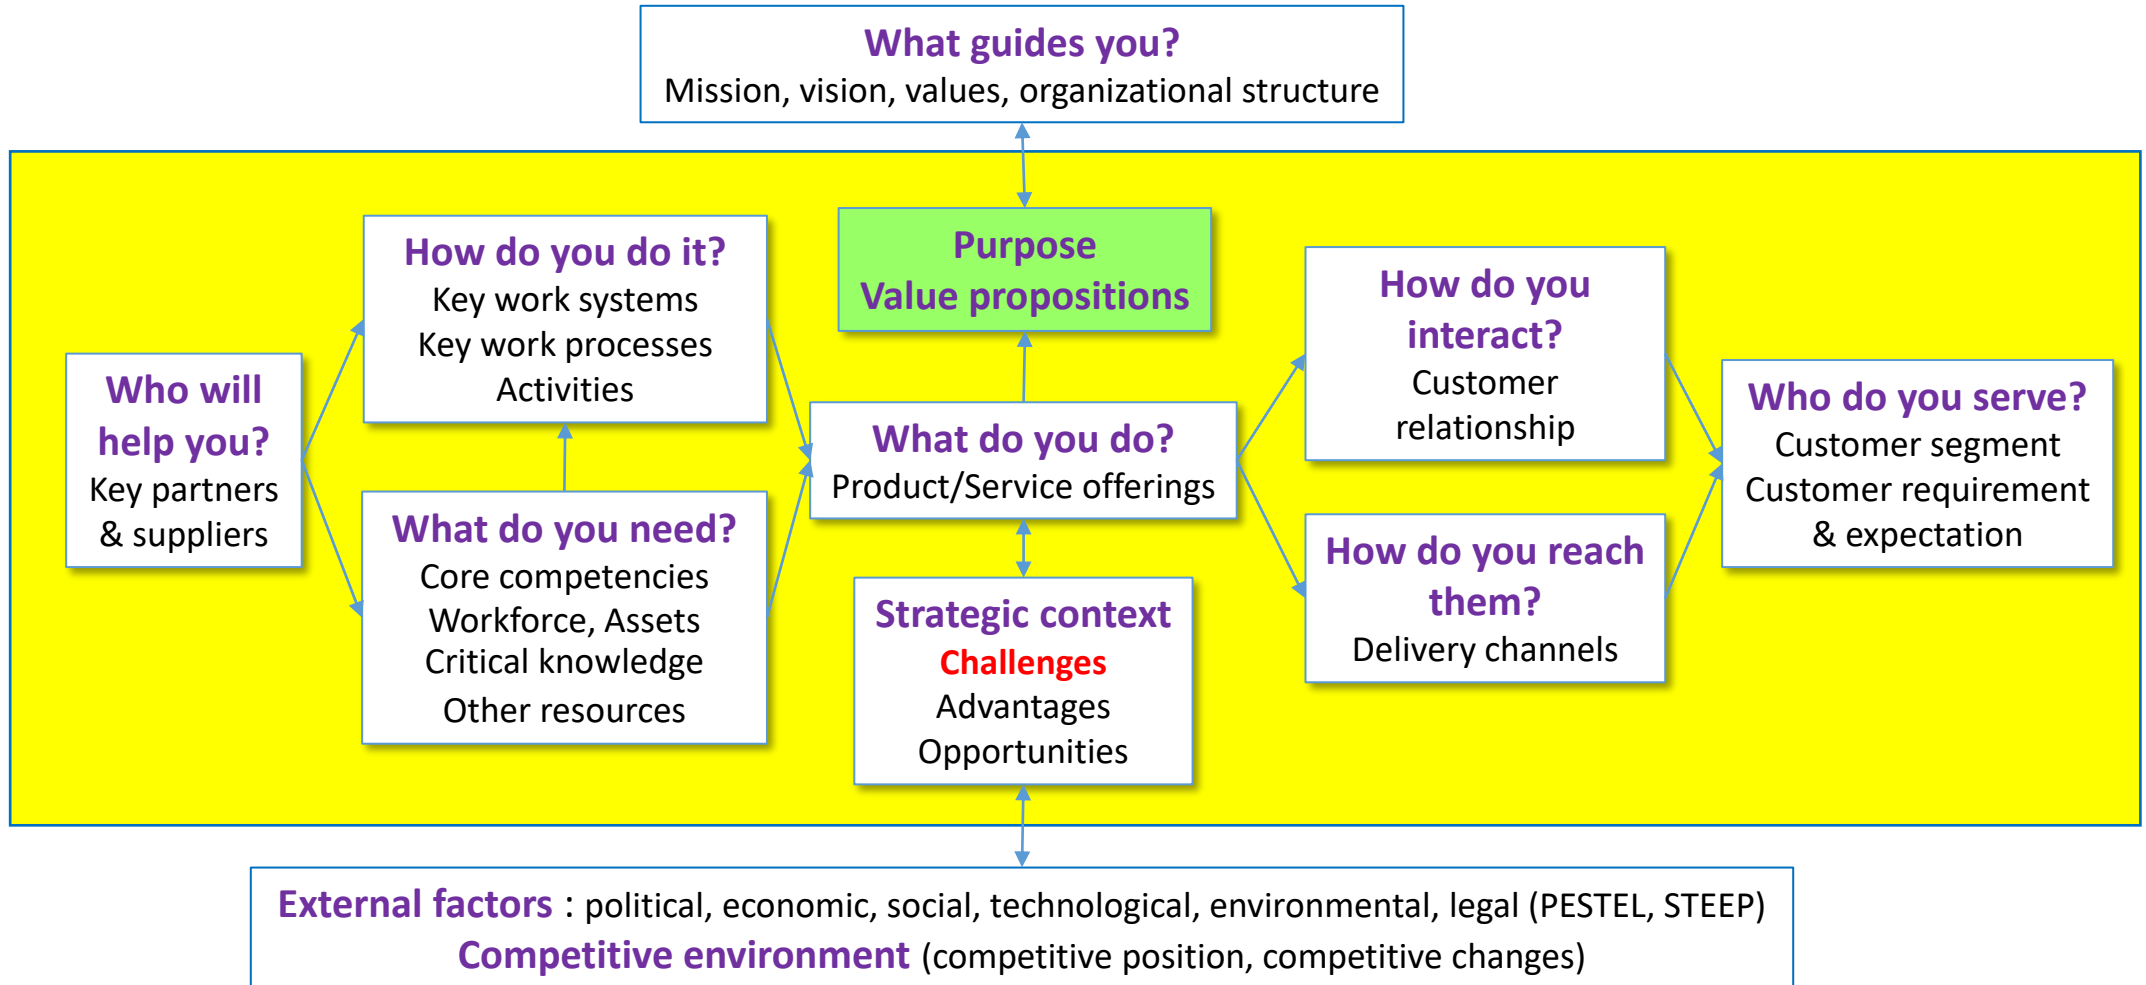 What guides you?
Mission, vision, values, organizational structure
Who will
help you?
Key partners
& suppliers
How do you do it?
Key work systems
Key work processes
Activities
What do you need?
Core competencies
Workforce, Assets
Critical knowledge
Other resources
Purpose
Value propositions
What do you do?
Product/Service offerings
Strategic context
Challenges
Advantages
Opportunities
How do you
interact?
Customer
relationship
How do you reach
them?
Delivery channels
Who do you serve?
Customer segment
Customer requirement
& expectation
External factors : political, economic, social, technological, environmental, legal (PESTEL, STEEP)
Competitive environment (competitive position, competitive changes)